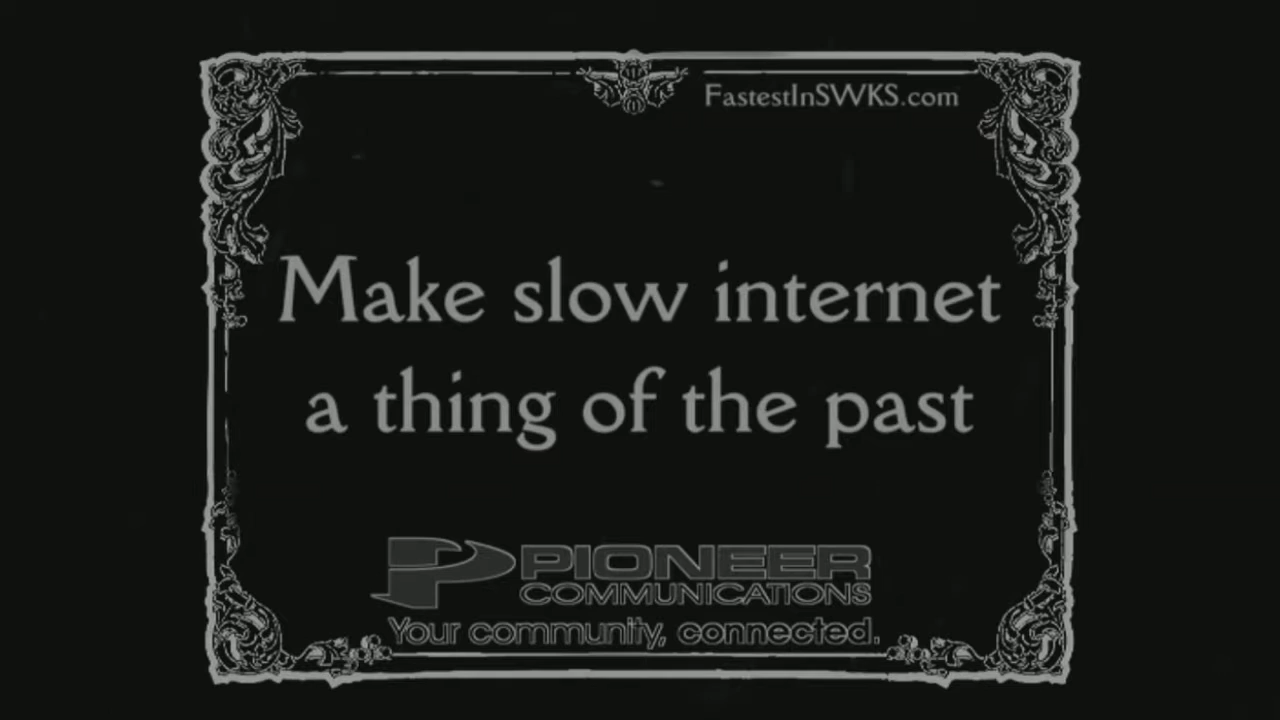 FastestInSWKS.com
Make slow internet
a thing of the past
PIONEER
COMMUNICATIONS
Your community, connected.